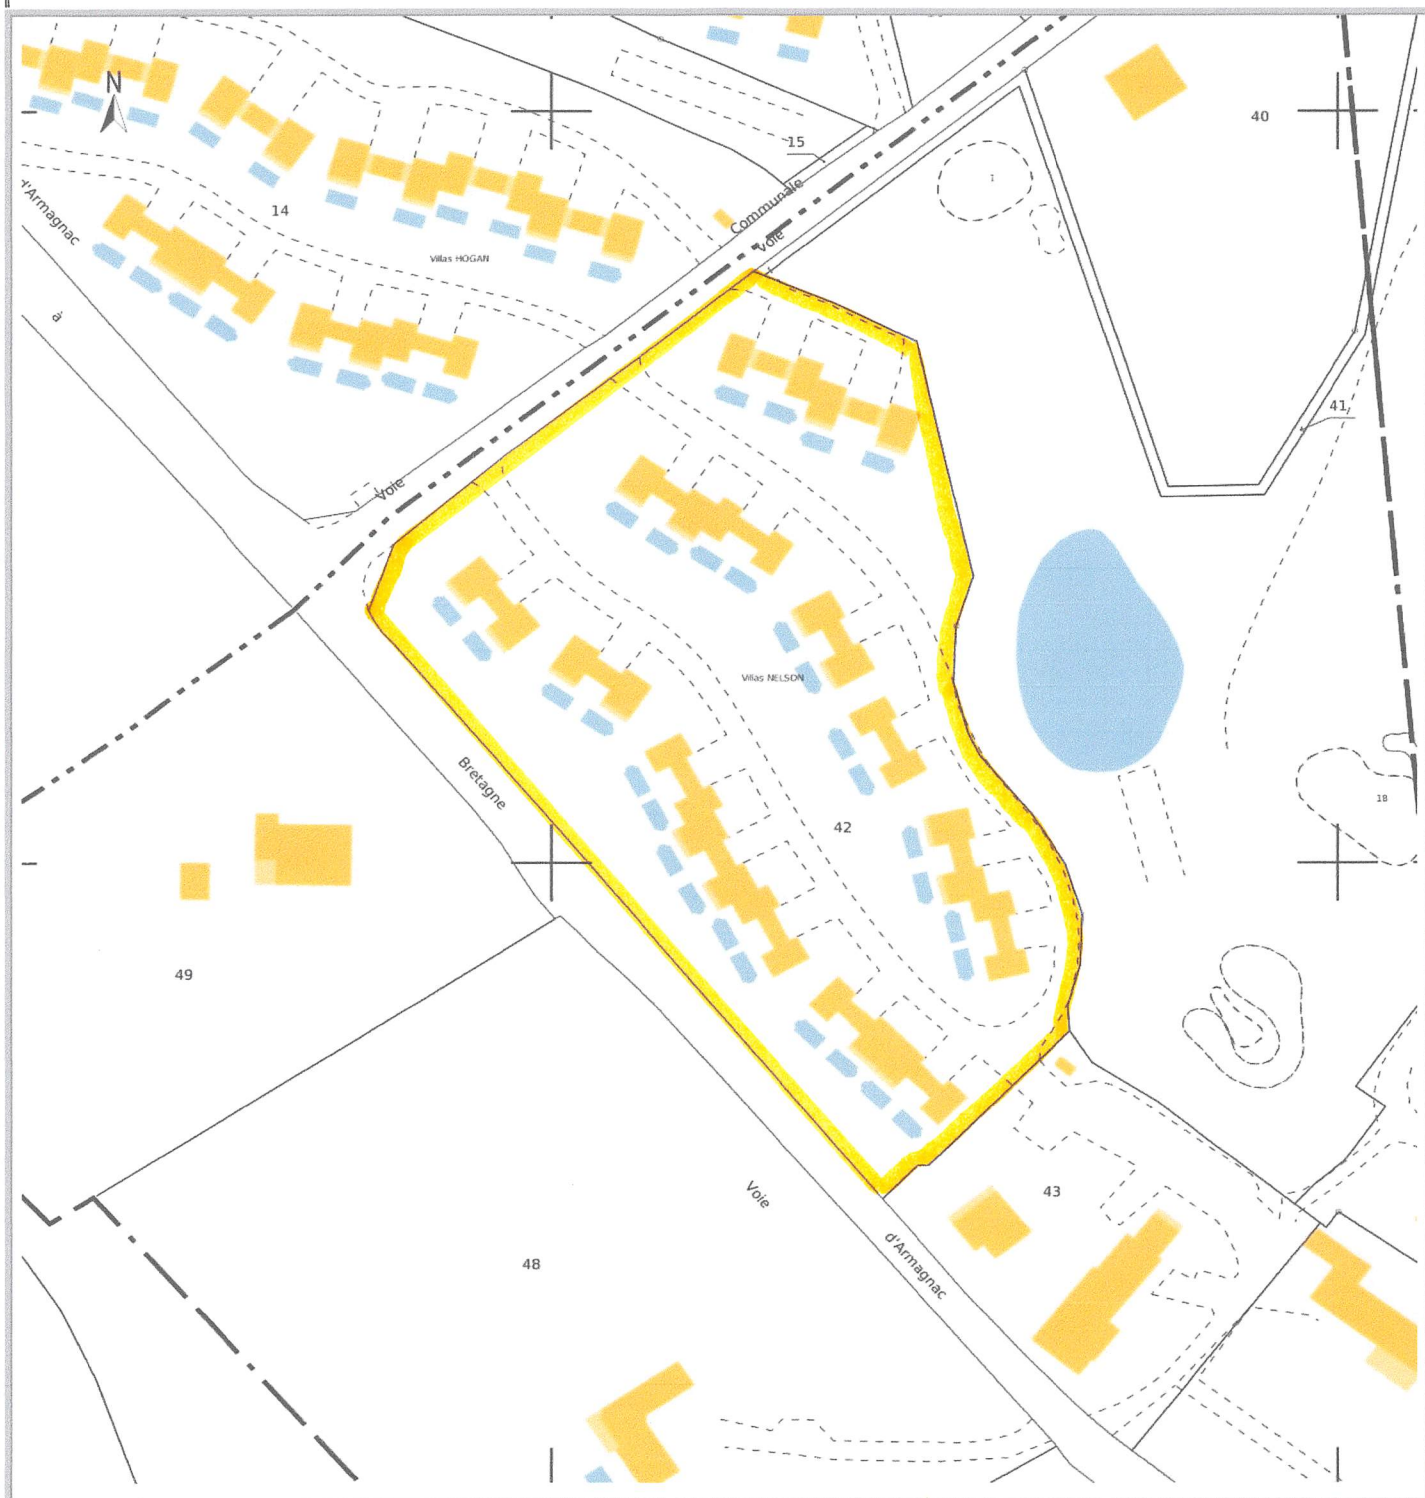 N
40
15
Communale
Voie
14
d'Armagnac
Villas HOGAN
à
41
Voie
Villas NELSON
Bretagne
42
18
49
43
Voie
d'Armagnac
48